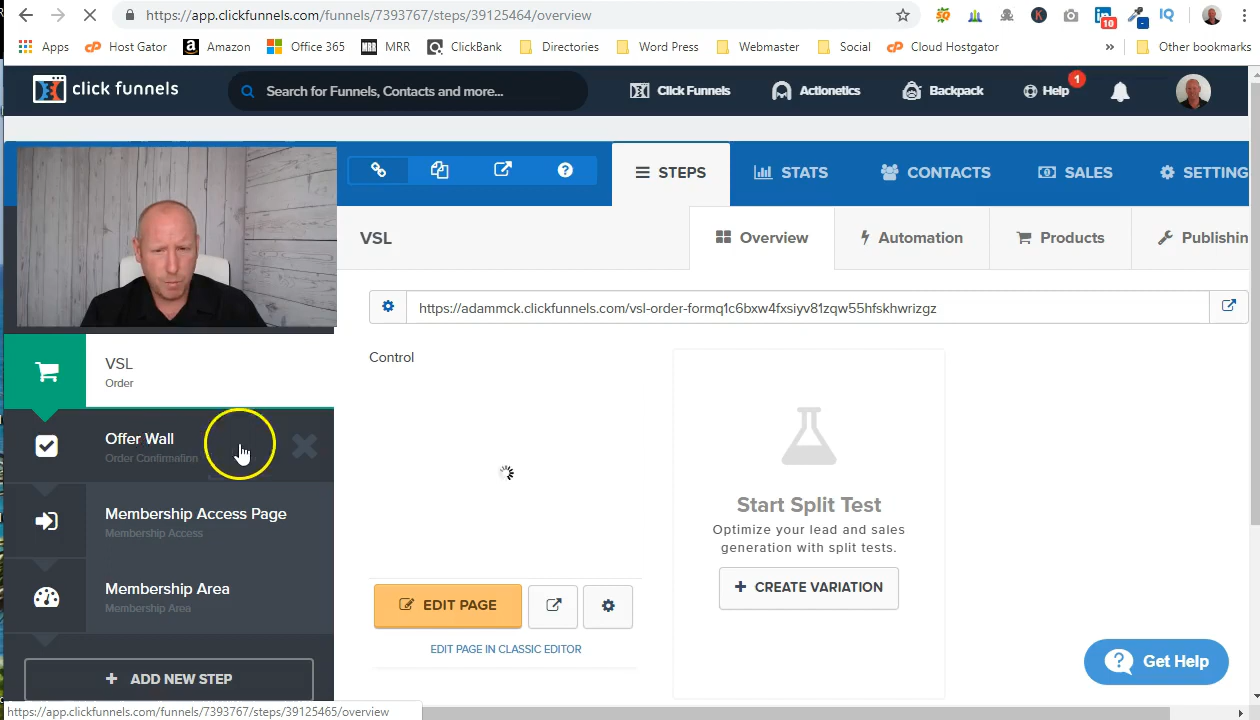 https://app.clickfunnels.com/funnels/7393767/steps/39125464/overview
10
IQ
Apps
Host Gator
Amazon
Office 365
MRR MRR
ClickBank
Directories
Word Press
Webmaster
Social
Cloud Hostgator
»
Other bookmarks
click funnels
Search for Funnels, Contacts and more...
Click Funnels
Actionetics
Backpack
Help
1
STEPS
STATS
CONTACTS
SALES
SETTING
VSL
Overview
Automation
Products
Publishin
https://adammck.clickfunnels.com/vsl-order-formq1c6bxw4fxsiyv81zqw55hfskhwrizgz
VSL
Order
Offer Wall
Order Confirmation
Membership Access Page
Membership Access
Membership Area
Membership Area
+ ADD NEW STEP
Control
EDIT PAGE
EDIT PAGE IN CLASSIC EDITOR
Start Split Test
Optimize your lead and sales
generation with split tests.
+ CREATE VARIATION
? Get Help
https://app.clickfunnels.com/funnels/7393767/steps/39125465/overview